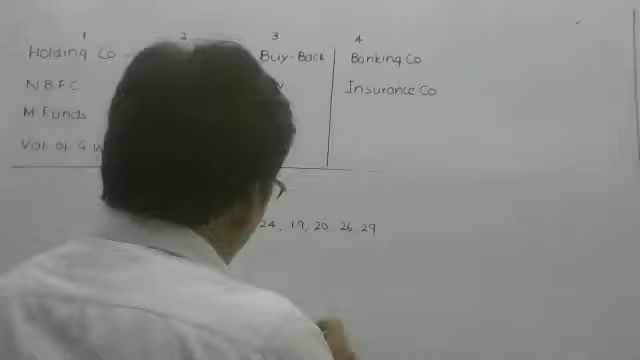 1 2 3 4
Holding Co Buy-Back Banking Co
N.B.F.C. Insurance Co
M.Funds
Val. of G.W
24, 19, 20 26 29